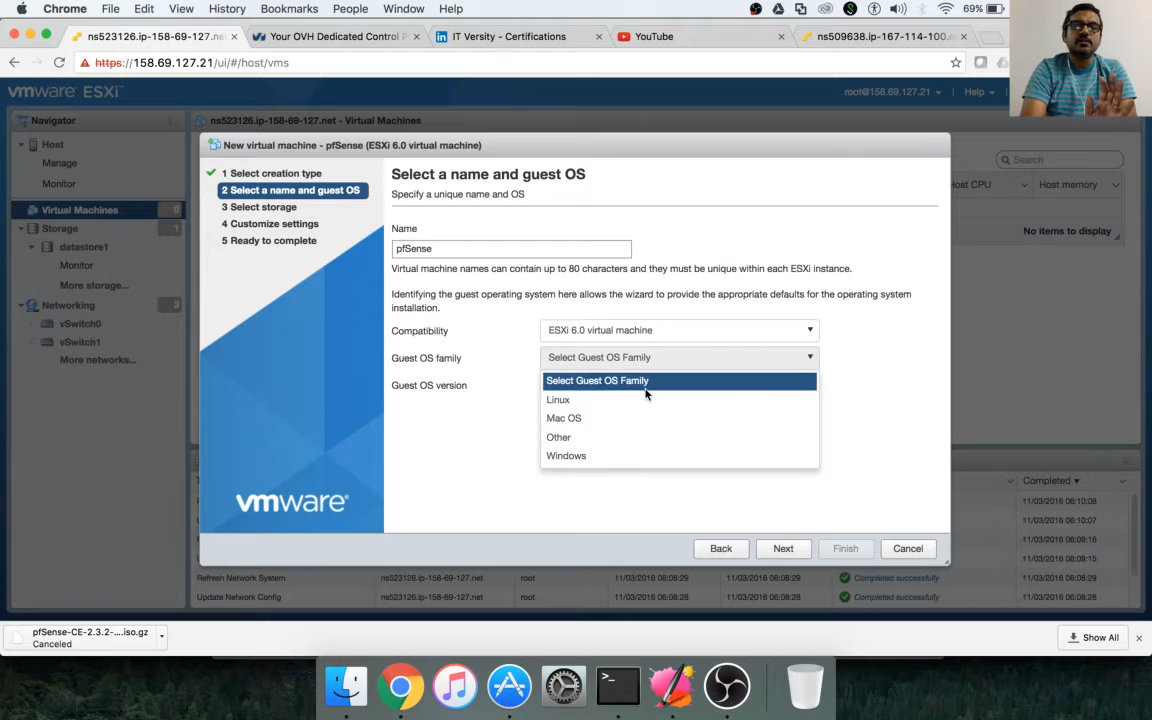 Chrome File Edit View History Bookmarks People Window Help 69%
ns523126.ip-158-69-127.ne × Your OVH Dedicated Control P × IT Versity - Certifications × YouTube × ns509638.ip-167-114-100.n ×
https://158.69.127.21/ui/#/host/vms
vmware ESXi root@158.69.127.21 Help
Navigator
ns523126.ip-158-69-127.net - Virtual Machines
Host
Manage
Monitor
Virtual Machines 0
Storage 1
datastore1
Monitor
More storage...
Networking 3
vSwitch0
vSwitch1
More networks...
Search
Host CPU Host memory
No items to display
New virtual machine - pfSense (ESXi 6.0 virtual machine)
1 Select creation type
2 Select a name and guest OS
3 Select storage
4 Customize settings
5 Ready to complete
vmware
Select a name and guest OS
Specify a unique name and OS
Name
pfSense
Virtual machine names can contain up to 80 characters and they must be unique within each ESXi instance.
Identifying the guest operating system here allows the wizard to provide the appropriate defaults for the operating system
installation.
Compatibility ESXi 6.0 virtual machine
Guest OS family Select Guest OS Family
Guest OS version
Select Guest OS Family
Linux
Mac OS
Other
Windows
Back Next Finish Cancel
Completed
11/03/2016 06:10:08
11/03/2016 06:10:07
11/03/2016 06:09:16
11/03/2016 06:09:15
Refresh Network System ns523126.ip-158-69-127.net root 11/03/2016 06:08:29 11/03/2016 06:08:29 Completed successfully 11/03/2016 06:08:29
Update Network Config ns523126.ip-158-69-127.net root 11/03/2016 06:08:28 11/03/2016 06:08:28 Completed successfully 11/03/2016 06:08:28
pfSense-CE-2.3.2-....iso.gz
Canceled
Show All